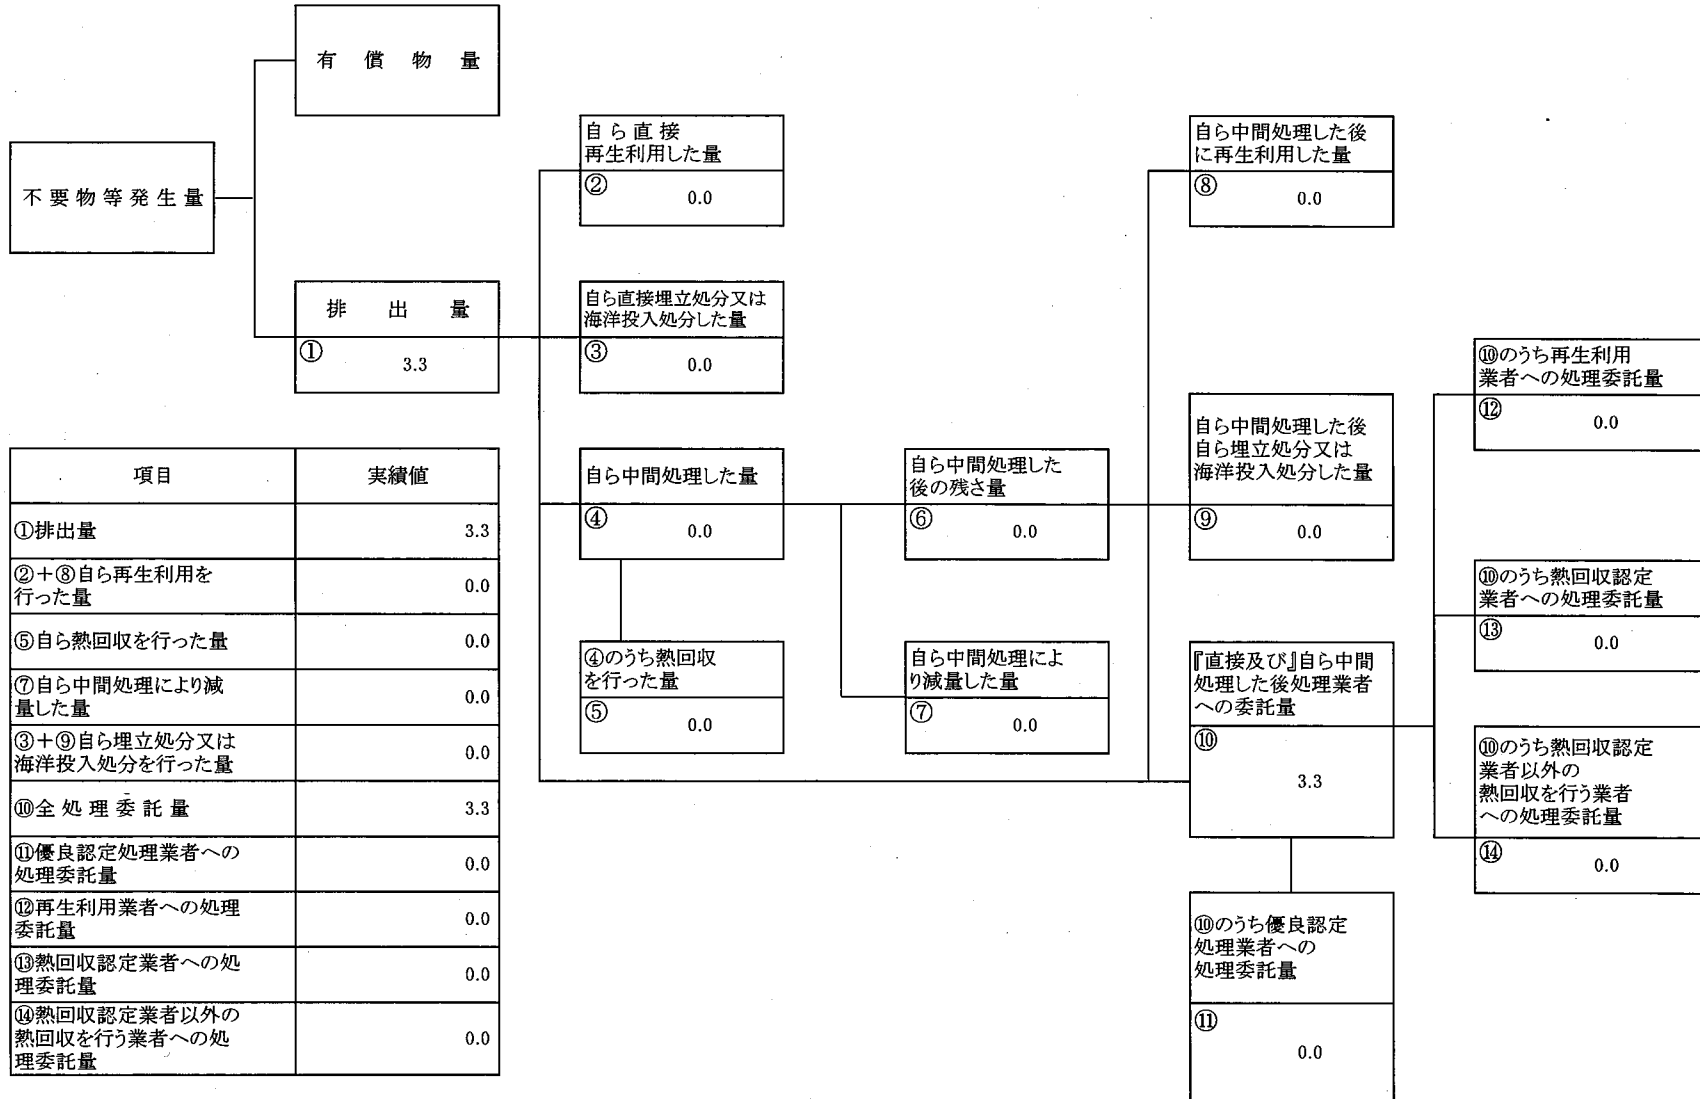 有償物量
不要物等発生量
排出量
①
3.3
自ら直接
再生利用した量
②
0.0
自ら直接埋立処分又は
海洋投入処分した量
③
0.0
自ら中間処理した量
④
0.0
④のうち熱回収
を行った量
⑤
0.0
自ら中間処理した
後の残さ量
⑥
0.0
自ら中間処理によ
り減量した量
⑦
0.0
自ら中間処理した後
に再生利用した量
⑧
0.0
自ら中間処理した後
自ら埋立処分又は
海洋投入処分した量
⑨
0.0
『直接及び』自ら中間
処理した後処理業者
への委託量
⑩
3.3
⑩のうち優良認定
処理業者への
処理委託量
⑪
0.0
⑩のうち再生利用
業者への処理委託量
⑫
0.0
⑩のうち熱回収認定
業者への処理委託量
⑬
0.0
⑩のうち熱回収認定
業者以外の
熱回収を行う業者
への処理委託量
⑭
0.0
項目 実績値
①排出量 3.3
②+⑧自ら再生利用を
行った量 0.0
⑤自ら熱回収を行った量 0.0
⑦自ら中間処理により減
量した量 0.0
③+⑨自ら埋立処分又は
海洋投入処分を行った量 0.0
⑩全処理委託量 3.3
⑪優良認定処理業者への
処理委託量 0.0
⑫再生利用業者への処理
委託量 0.0
⑬熱回収認定業者への処
理委託量 0.0
⑭熱回収認定業者以外の
熱回収を行う業者への処
理委託量 0.0